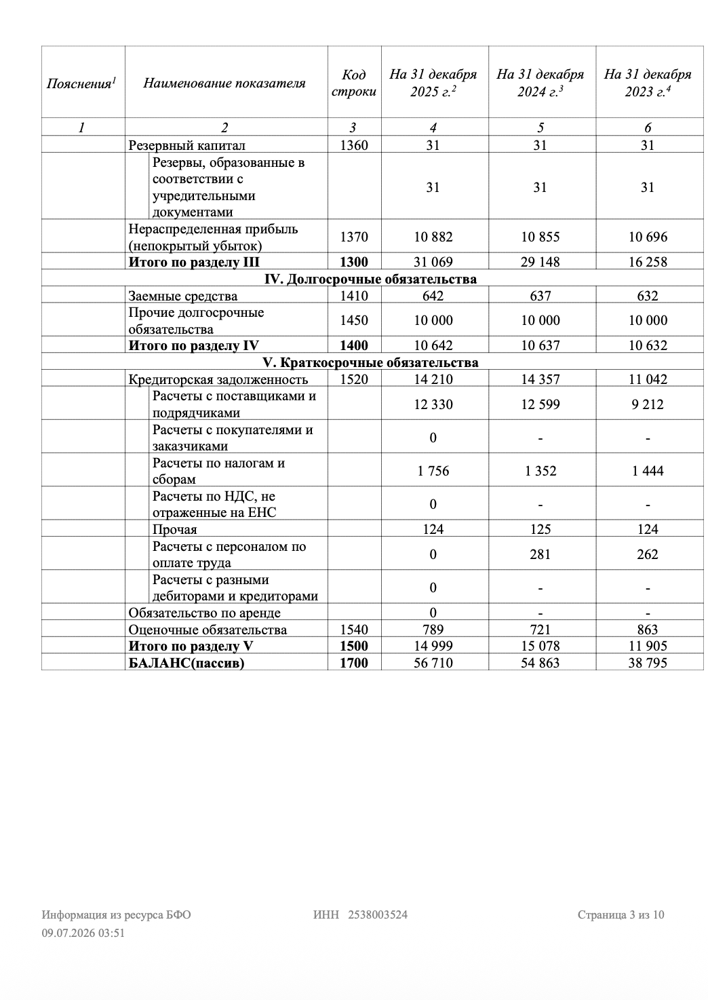 Пояснения¹ Наименование показателя Код строки На 31 декабря 2025 г.² На 31 декабря 2024 г.³ На 31 декабря 2023 г.⁴
1 2 3 4 5 6
Резервный капитал 1360 31 31 31
Резервы, образованные в
соответствии с
учредительными
документами 31 31 31
Нераспределенная прибыль
(непокрытый убыток) 1370 10 882 10 855 10 696
Итого по разделу III 1300 31 069 29 148 16 258
IV. Долгосрочные обязательства
Заемные средства 1410 642 637 632
Прочие долгосрочные
обязательства 1450 10 000 10 000 10 000
Итого по разделу IV 1400 10 642 10 637 10 632
V. Краткосрочные обязательства
Кредиторская задолженность 1520 14 210 14 357 11 042
Расчеты с поставщиками и
подрядчиками 12 330 12 599 9 212
Расчеты с покупателями и
заказчиками 0 - -
Расчеты по налогам и
сборам 1 756 1 352 1 444
Расчеты по НДС, не
отраженные на ЕНС 0 - -
Прочая 124 125 124
Расчеты с персоналом по
оплате труда 0 281 262
Расчеты с разными
дебиторами и кредиторами 0 - -
Обязательство по аренде 0 - -
Оценочные обязательства 1540 789 721 863
Итого по разделу V 1500 14 999 15 078 11 905
БАЛАНС(пассив) 1700 56 710 54 863 38 795
Информация из ресурса БФО ИНН 2538003524 Страница 3 из 10
09.07.2026 03:51